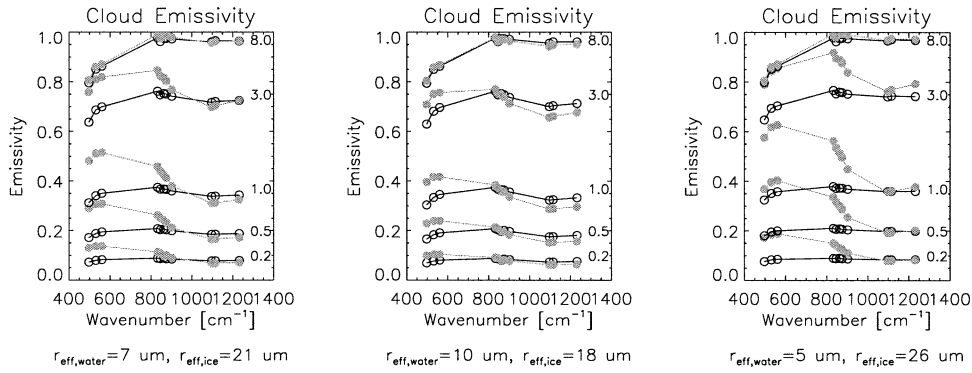 Cloud Emissivity
Emissivity
1.0
0.8
0.6
0.4
0.2
0.0
8.0
3.0
1.0
0.5
0.2
400 600 800 1000 1200 1400
Wavenumber [cm⁻¹]
r_eff,water=7 um, r_eff,ice=21 um
Cloud Emissivity
Emissivity
1.0
0.8
0.6
0.4
0.2
0.0
8.0
3.0
1.0
0.5
0.2
400 600 800 1000 1200 1400
Wavenumber [cm⁻¹]
r_eff,water=10 um, r_eff,ice=18 um
Cloud Emissivity
Emissivity
1.0
0.8
0.6
0.4
0.2
0.0
8.0
3.0
1.0
0.5
0.2
400 600 800 1000 1200 1400
Wavenumber [cm⁻¹]
r_eff,water=5 um, r_eff,ice=26 um